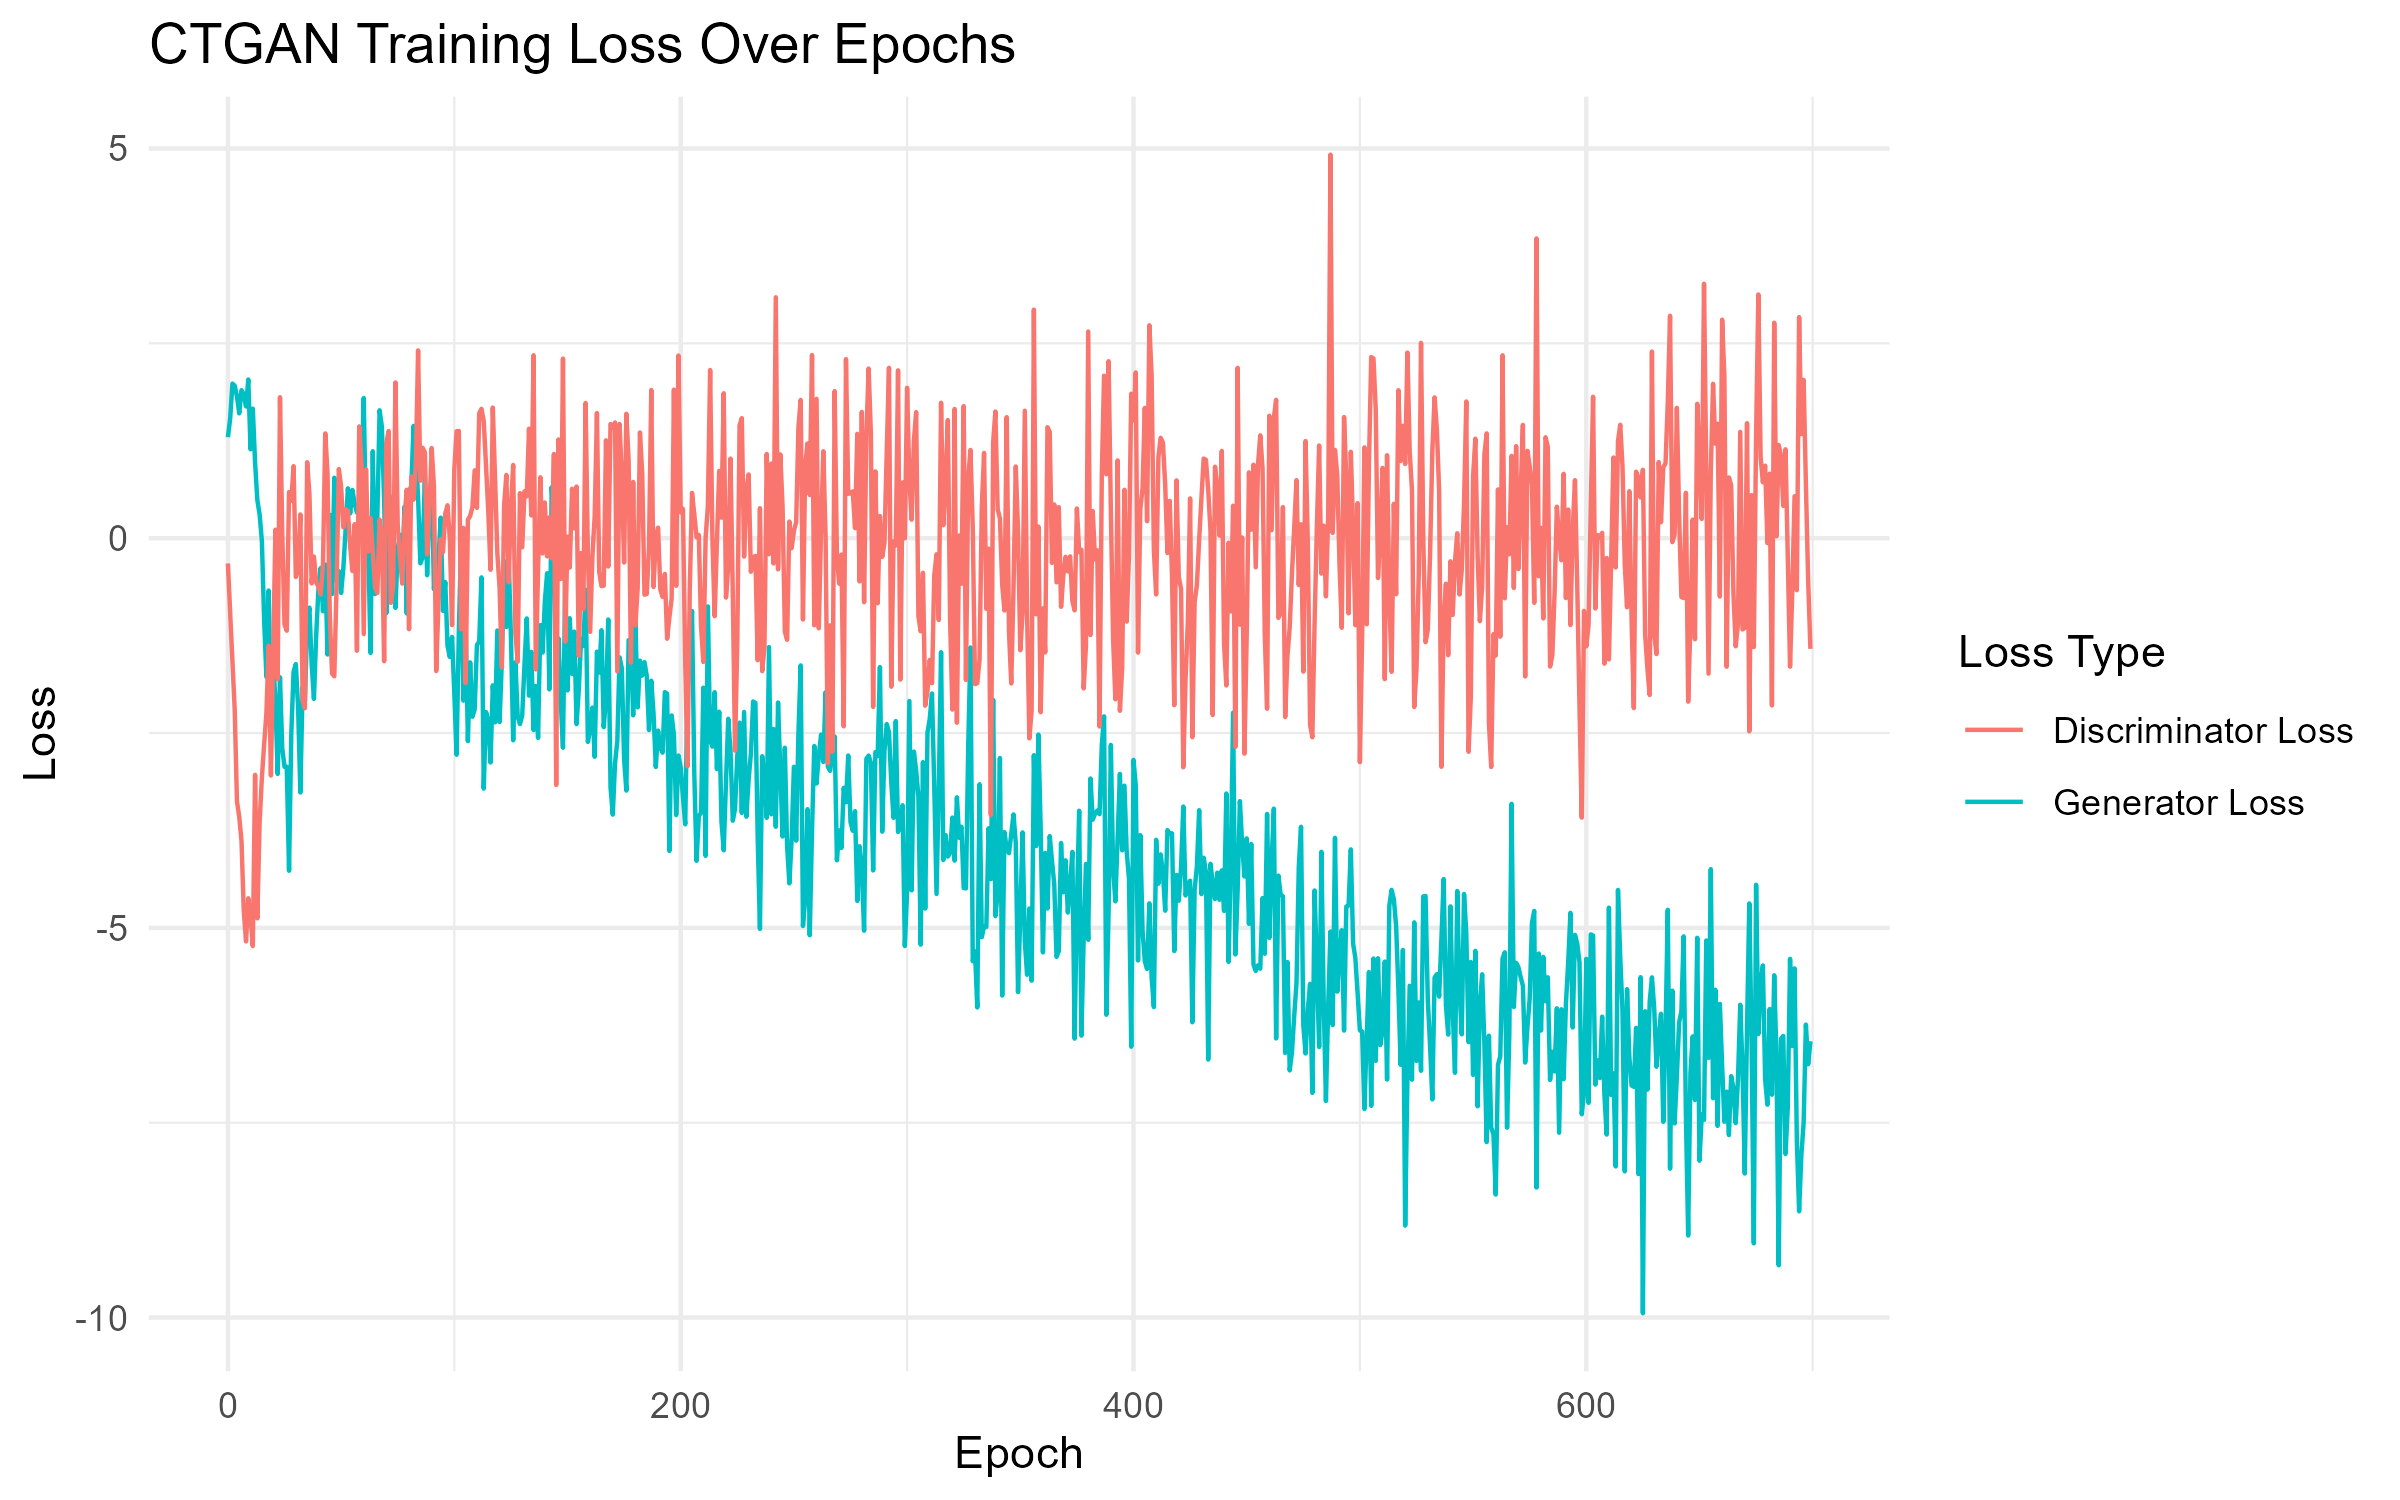 CTGAN Training Loss Over Epochs
5
0
-5
-10
Loss
0
200
400
600
Epoch
Loss Type
Discriminator Loss
Generator Loss